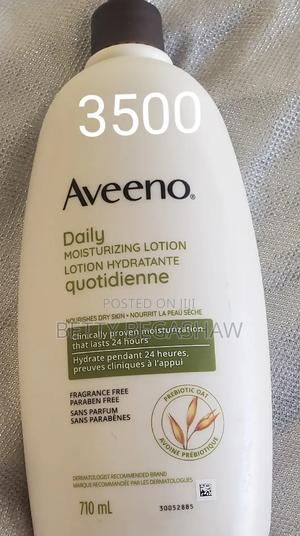 3500
Aveeno®
Daily
MOISTURIZING LOTION
LOTION HYDRATANTE
quotidienne
POSTED ON JIJI
NOURISHES DRY SKIN • NOURRIT LA PEAU SÈCHE
BETTY BEGASHAW
Clinically proven moisturization
that lasts 24 hours
Hydrate pendant 24 heures,
preuves cliniques à l'appui
FRAGRANCE FREE
PARABEN FREE
SANS PARFUM
SANS PARABÈNES
PREBIOTIC OAT
AVOINE PRÉBIOTIQUE
DERMATOLOGIST RECOMMENDED BRAND
MARQUE RECOMMANDÉE PAR LES DERMATOLOGUES
710 mL
30052885